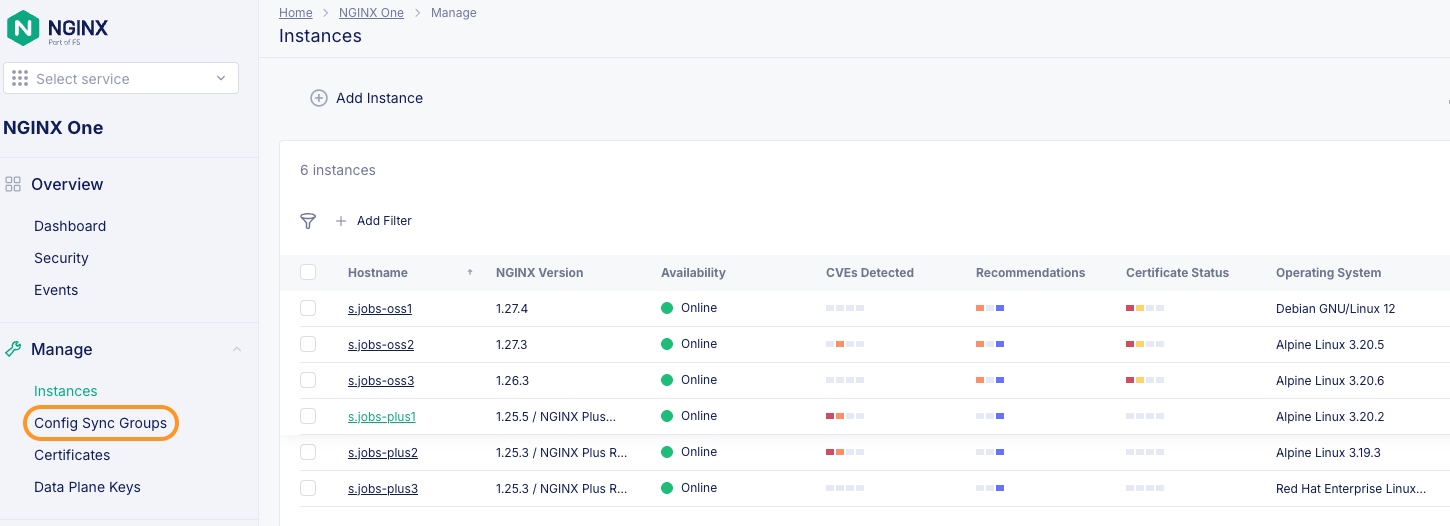 NGINX
Part of F5
Select service
NGINX One
Overview
Dashboard
Security
Events
Manage
Instances
Config Sync Groups
Certificates
Data Plane Keys
Home > NGINX One > Manage
Instances
Add Instance
6 instances
Add Filter
Hostname ↑ NGINX Version Availability CVEs Detected Recommendations Certificate Status Operating System
s.jobs-oss1 1.27.4 Online Debian GNU/Linux 12
s.jobs-oss2 1.27.3 Online Alpine Linux 3.20.5
s.jobs-oss3 1.26.3 Online Alpine Linux 3.20.6
s.jobs-plus1 1.25.5 / NGINX Plus... Online Alpine Linux 3.20.2
s.jobs-plus2 1.25.3 / NGINX Plus R... Online Alpine Linux 3.19.3
s.jobs-plus3 1.25.3 / NGINX Plus R... Online Red Hat Enterprise Linux...